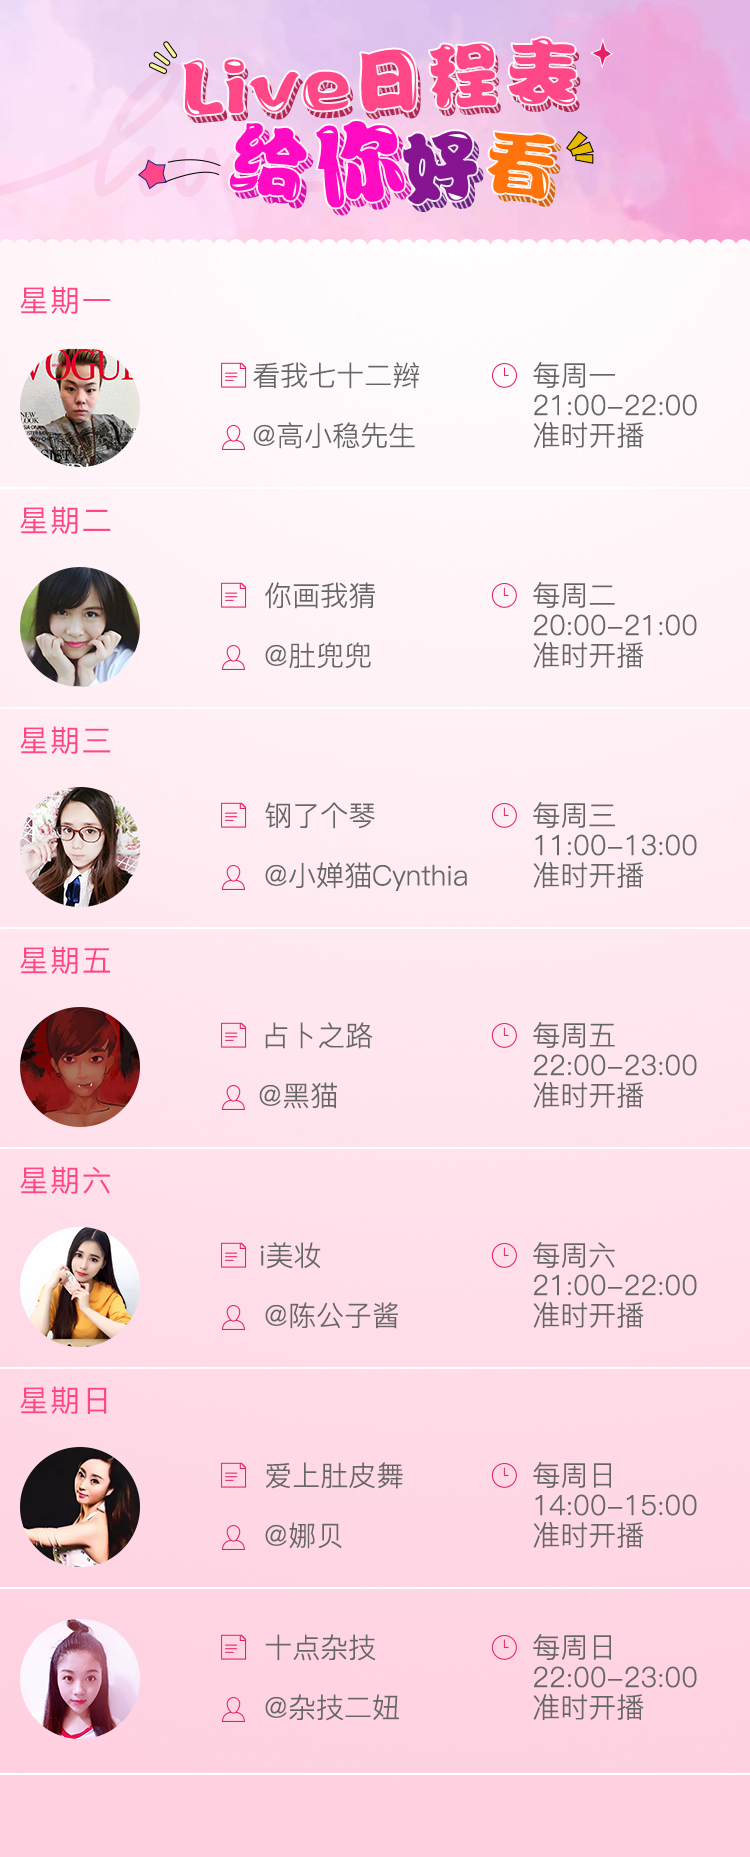 Live日程表
给你好看
星期一
VOGUE
NEW
LOOK
看我七十二辫
@高小稳先生
每周一
21:00-22:00
准时开播
星期二
你画我猜
@肚兜兜
每周二
20:00-21:00
准时开播
星期三
钢了个琴
@小婵猫Cynthia
每周三
11:00-13:00
准时开播
星期五
占卜之路
@黑猫
每周五
22:00-23:00
准时开播
星期六
i美妆
@陈公子酱
每周六
21:00-22:00
准时开播
星期日
爱上肚皮舞
@娜贝
每周日
14:00-15:00
准时开播
十点杂技
@杂技二妞
每周日
22:00-23:00
准时开播